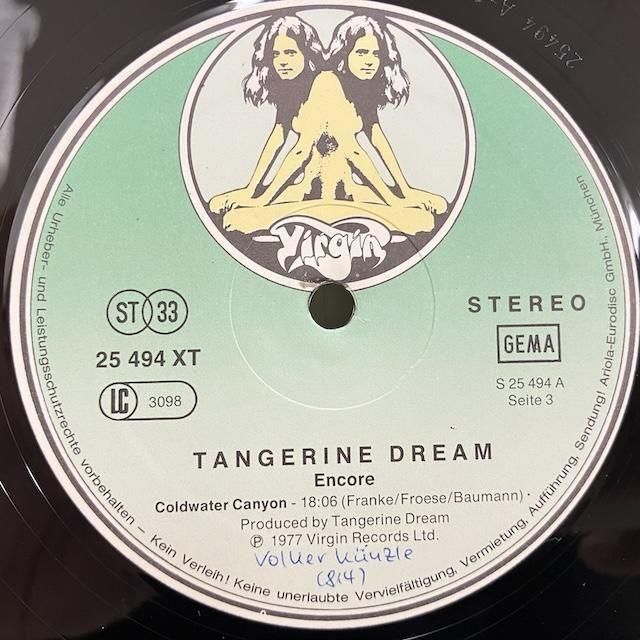 25494 A
Virgin
ST 33
25 494 XT
LC 3098
STEREO
GEMA
S 25 494 A
Seite 3
TANGERINE DREAM
Encore
Coldwater Canyon - 18:06 (Franke/Froese/Baumann) ·
Produced by Tangerine Dream
℗ 1977 Virgin Records Ltd.
Volker Künzle
(814)
Alle Urheber- und Leistungsschutzrechte vorbehalten – Kein Verleih! Keine unerlaubte Vervielfältigung, Vermietung, Aufführung, Sendung! Ariola-Eurodisc GmbH., München